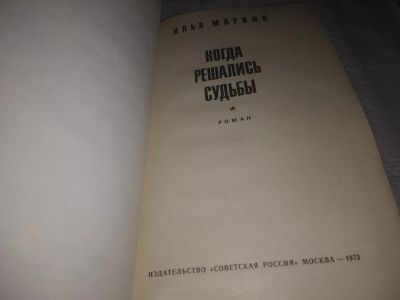 ИЛЬЯ МАРКИН
КОГДА
РЕШАЛИСЬ
СУДЬБЫ
РОМАН
ИЗДАТЕЛЬСТВО «СОВЕТСКАЯ РОССИЯ» МОСКВА — 1973